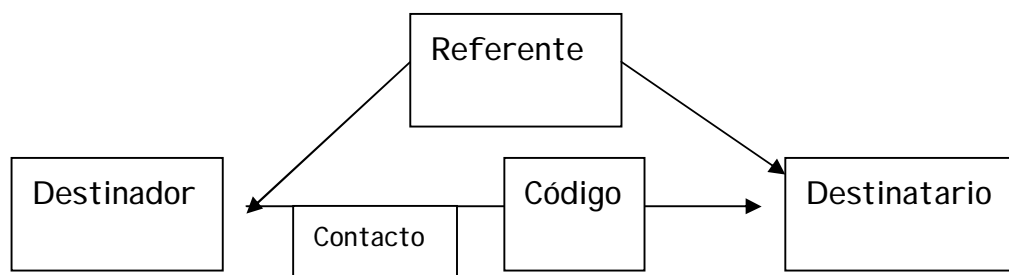 Referente
Destinador
Código
Destinatario
Contacto